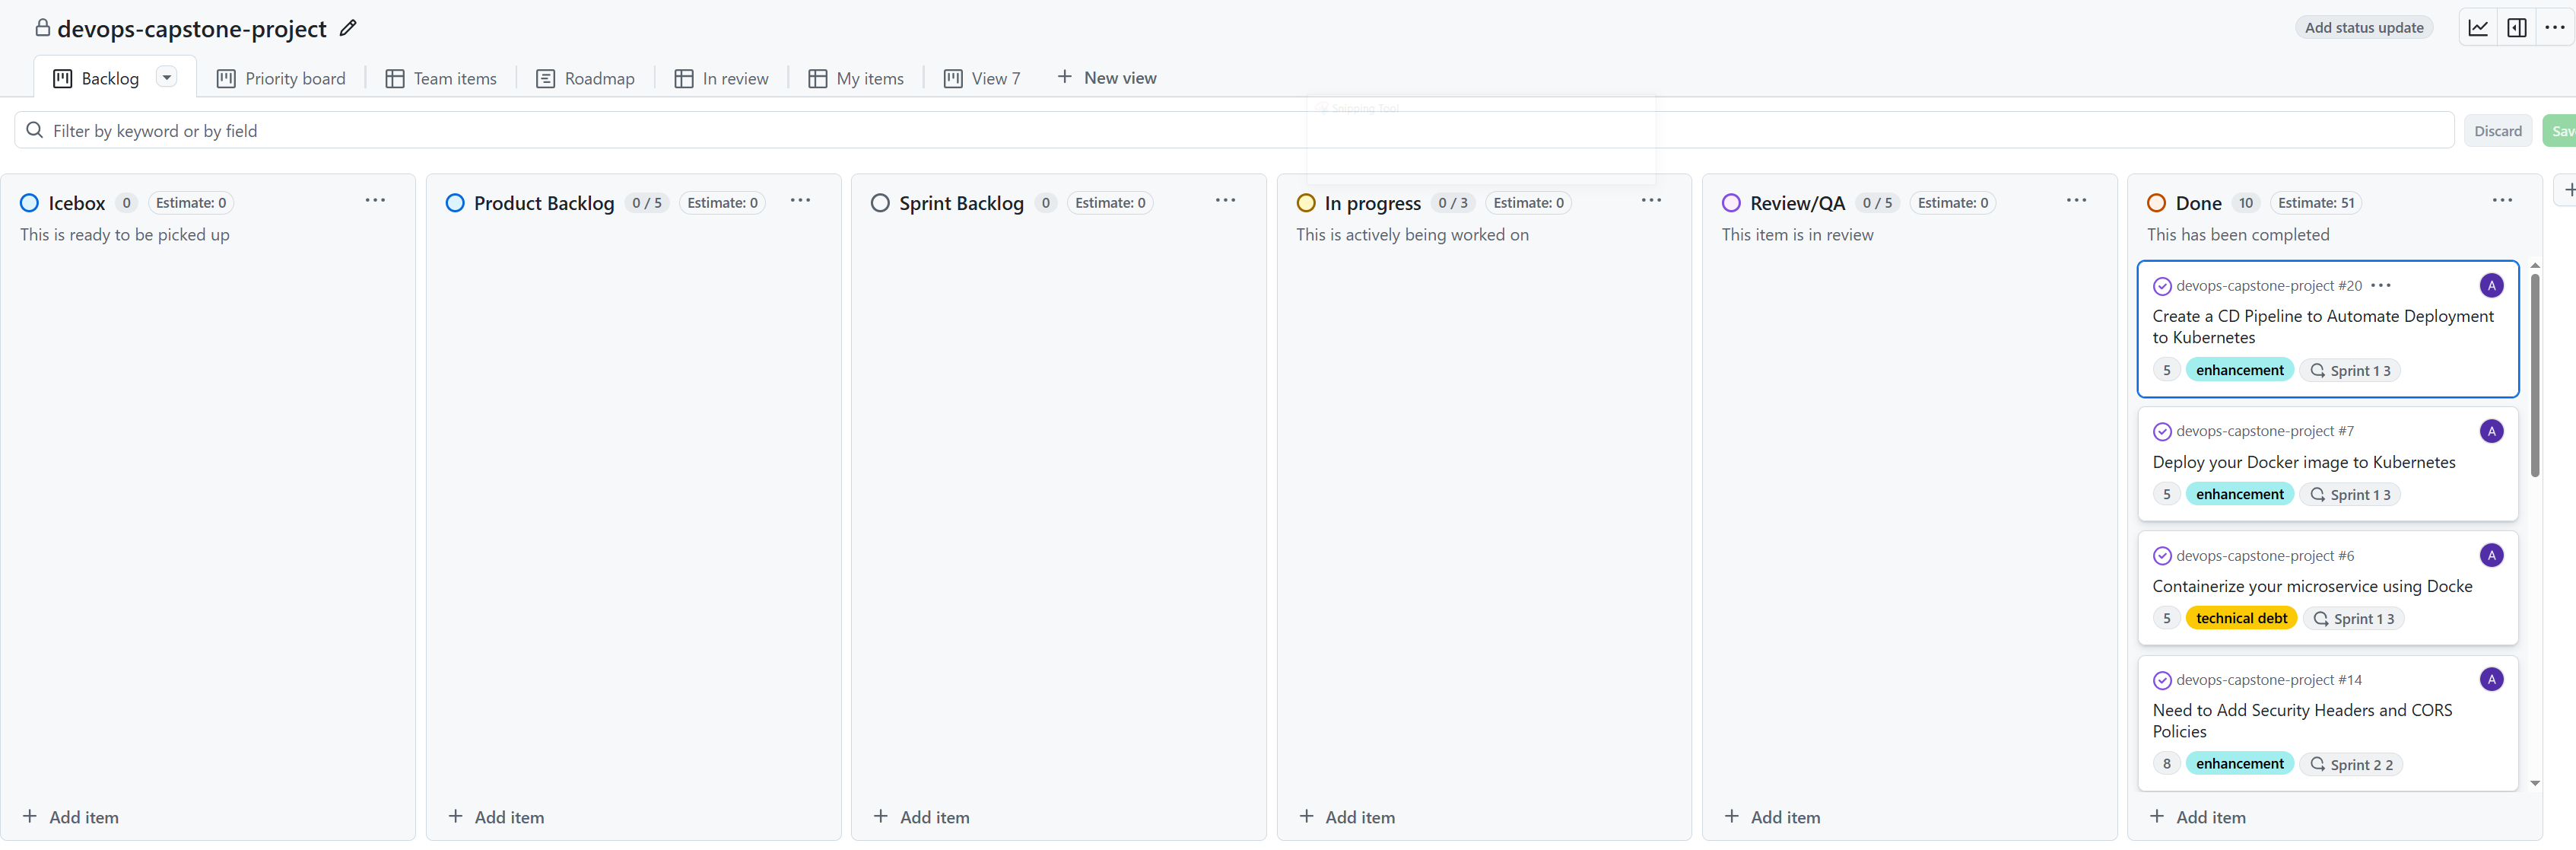 devops-capstone-project
Add status update
Backlog
Priority board
Team items
Roadmap
In review
My items
View 7
New view
Snipping Tool
Filter by keyword or by field
Discard
Icebox 0 Estimate: 0
This is ready to be picked up
Add item
Product Backlog 0 / 5 Estimate: 0
Add item
Sprint Backlog 0 Estimate: 0
Add item
In progress 0 / 3 Estimate: 0
This is actively being worked on
Add item
Review/QA 0 / 5 Estimate: 0
This item is in review
Add item
Done 10 Estimate: 51
This has been completed
devops-capstone-project #20 A
Create a CD Pipeline to Automate Deployment
to Kubernetes
5 enhancement Sprint 1 3
devops-capstone-project #7 A
Deploy your Docker image to Kubernetes
5 enhancement Sprint 1 3
devops-capstone-project #6 A
Containerize your microservice using Docke
5 technical debt Sprint 1 3
devops-capstone-project #14 A
Need to Add Security Headers and CORS
Policies
8 enhancement Sprint 2 2
Add item